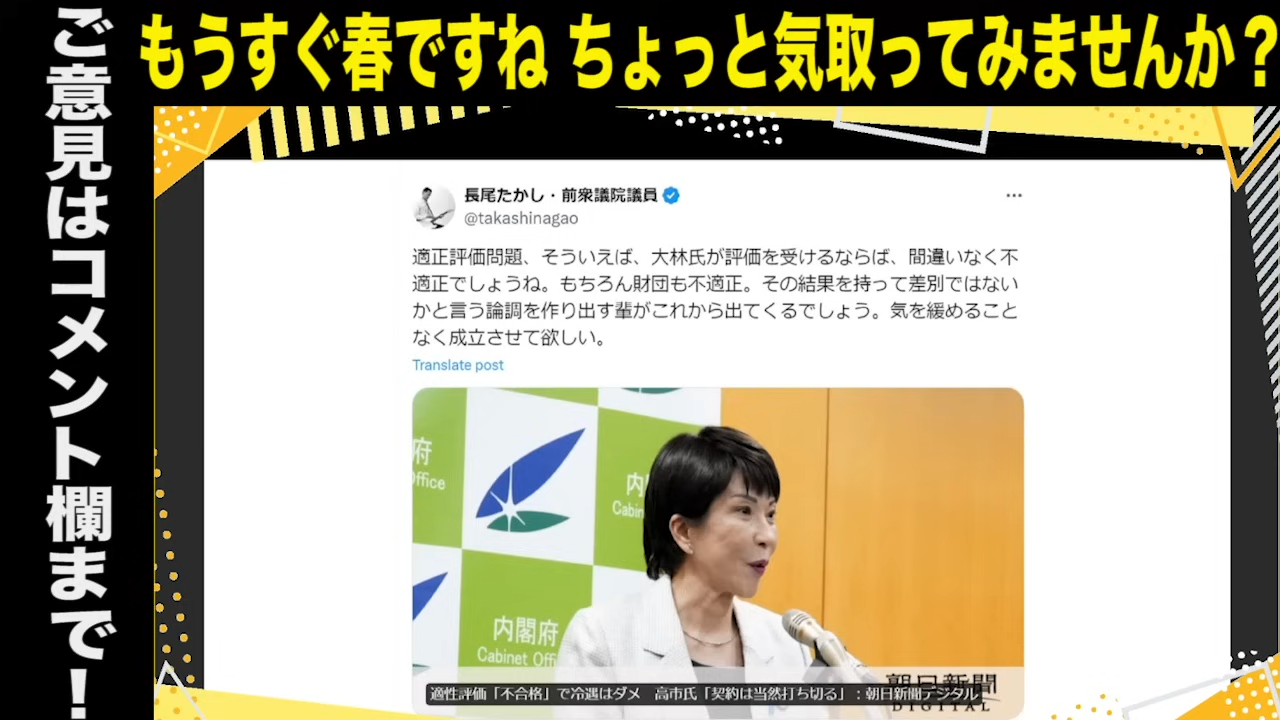 もうすぐ春ですね ちょっと気取ってみませんか？
ご意見はコメント欄まで！
長尾たかし・前衆議院議員
@takashinagao
適正評価問題、そういえば、大林氏が評価を受けるならば、間違いなく不
適正でしょうね。もちろん財団も不適正。その結果を持って差別ではない
かと言う論調を作り出す輩がこれから出てくるでしょう。気を緩めること
なく成立させて欲しい。
Translate post
府
Office
内
Cabin
内閣府
Cabinet Offi
朝日新聞
DIGITAL
適性評価「不合格」で冷遇はダメ 高市氏「契約は当然打ち切る」：朝日新聞デジタル